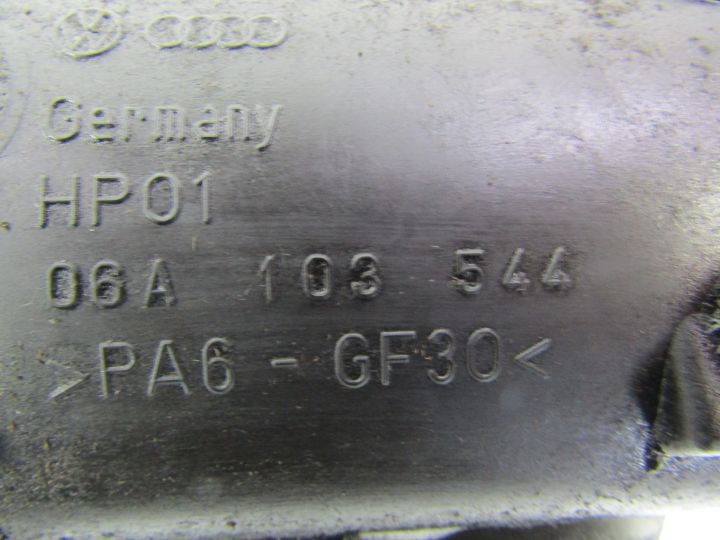 Germany
HP01
06A 103 544
>PA6-GF30<